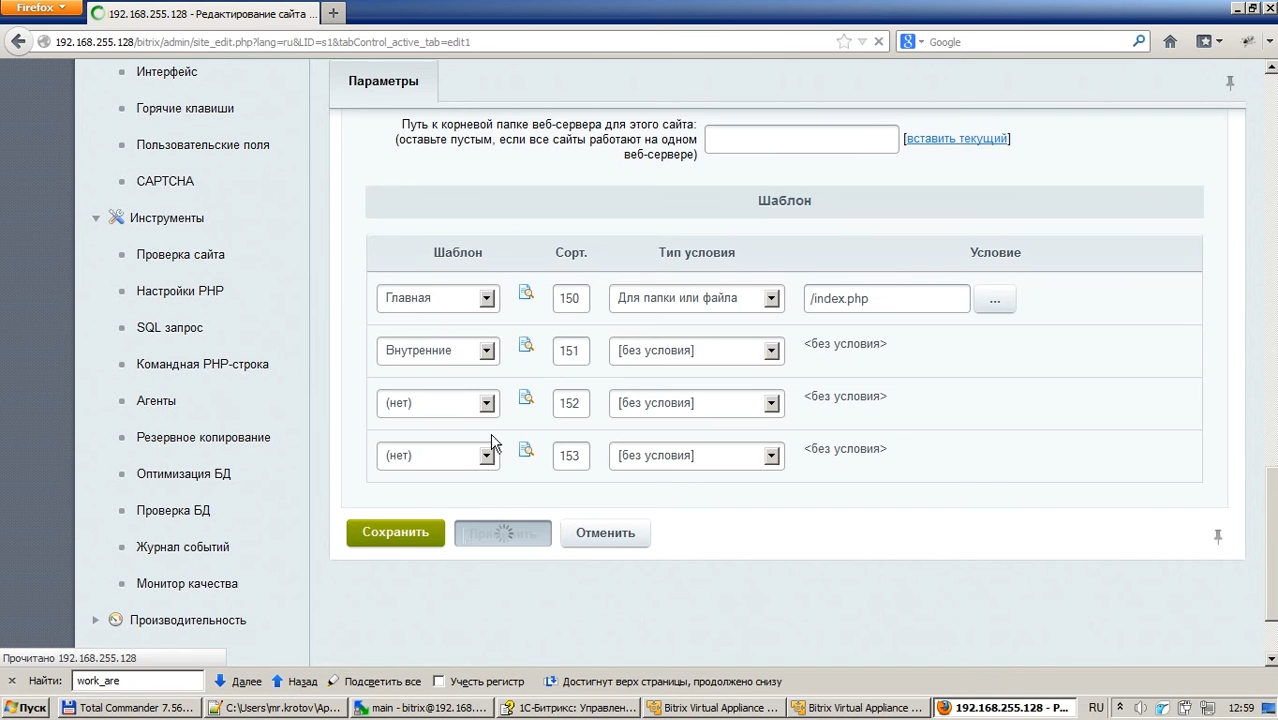 Firefox
192.168.255.128 - Редактирование сайта ...
192.168.255.128/bitrix/admin/site_edit.php?lang=ru&LID=s1&tabControl_active_tab=edit1
Google
Интерфейс
Горячие клавиши
Пользовательские поля
CAPTCHA
Инструменты
Проверка сайта
Настройки PHP
SQL запрос
Командная PHP-строка
Агенты
Резервное копирование
Оптимизация БД
Проверка БД
Журнал событий
Монитор качества
Производительность
Параметры
Путь к корневой папке веб-сервера для этого сайта:
(оставьте пустым, если все сайты работают на одном
веб-сервере)
[вставить текущий]
Шаблон
Шаблон Сорт. Тип условия Условие
Главная 150 Для папки или файла /index.php ...
Внутренние 151 [без условия] <без условия>
(нет) 152 [без условия] <без условия>
(нет) 153 [без условия] <без условия>
Сохранить Отменить
Прочитано 192.168.255.128
Найти: work_are Далее Назад Подсветить все Учесть регистр Достигнут верх страницы, продолжено снизу
Пуск Total Commander 7.56... C:\Users\mr.krotov\Ap... main - bitrix@192.168.... 1С-Битрикс: Управлен... Bitrix Virtual Appliance ... Bitrix Virtual Appliance ... 192.168.255.128 - Р... RU 12:59